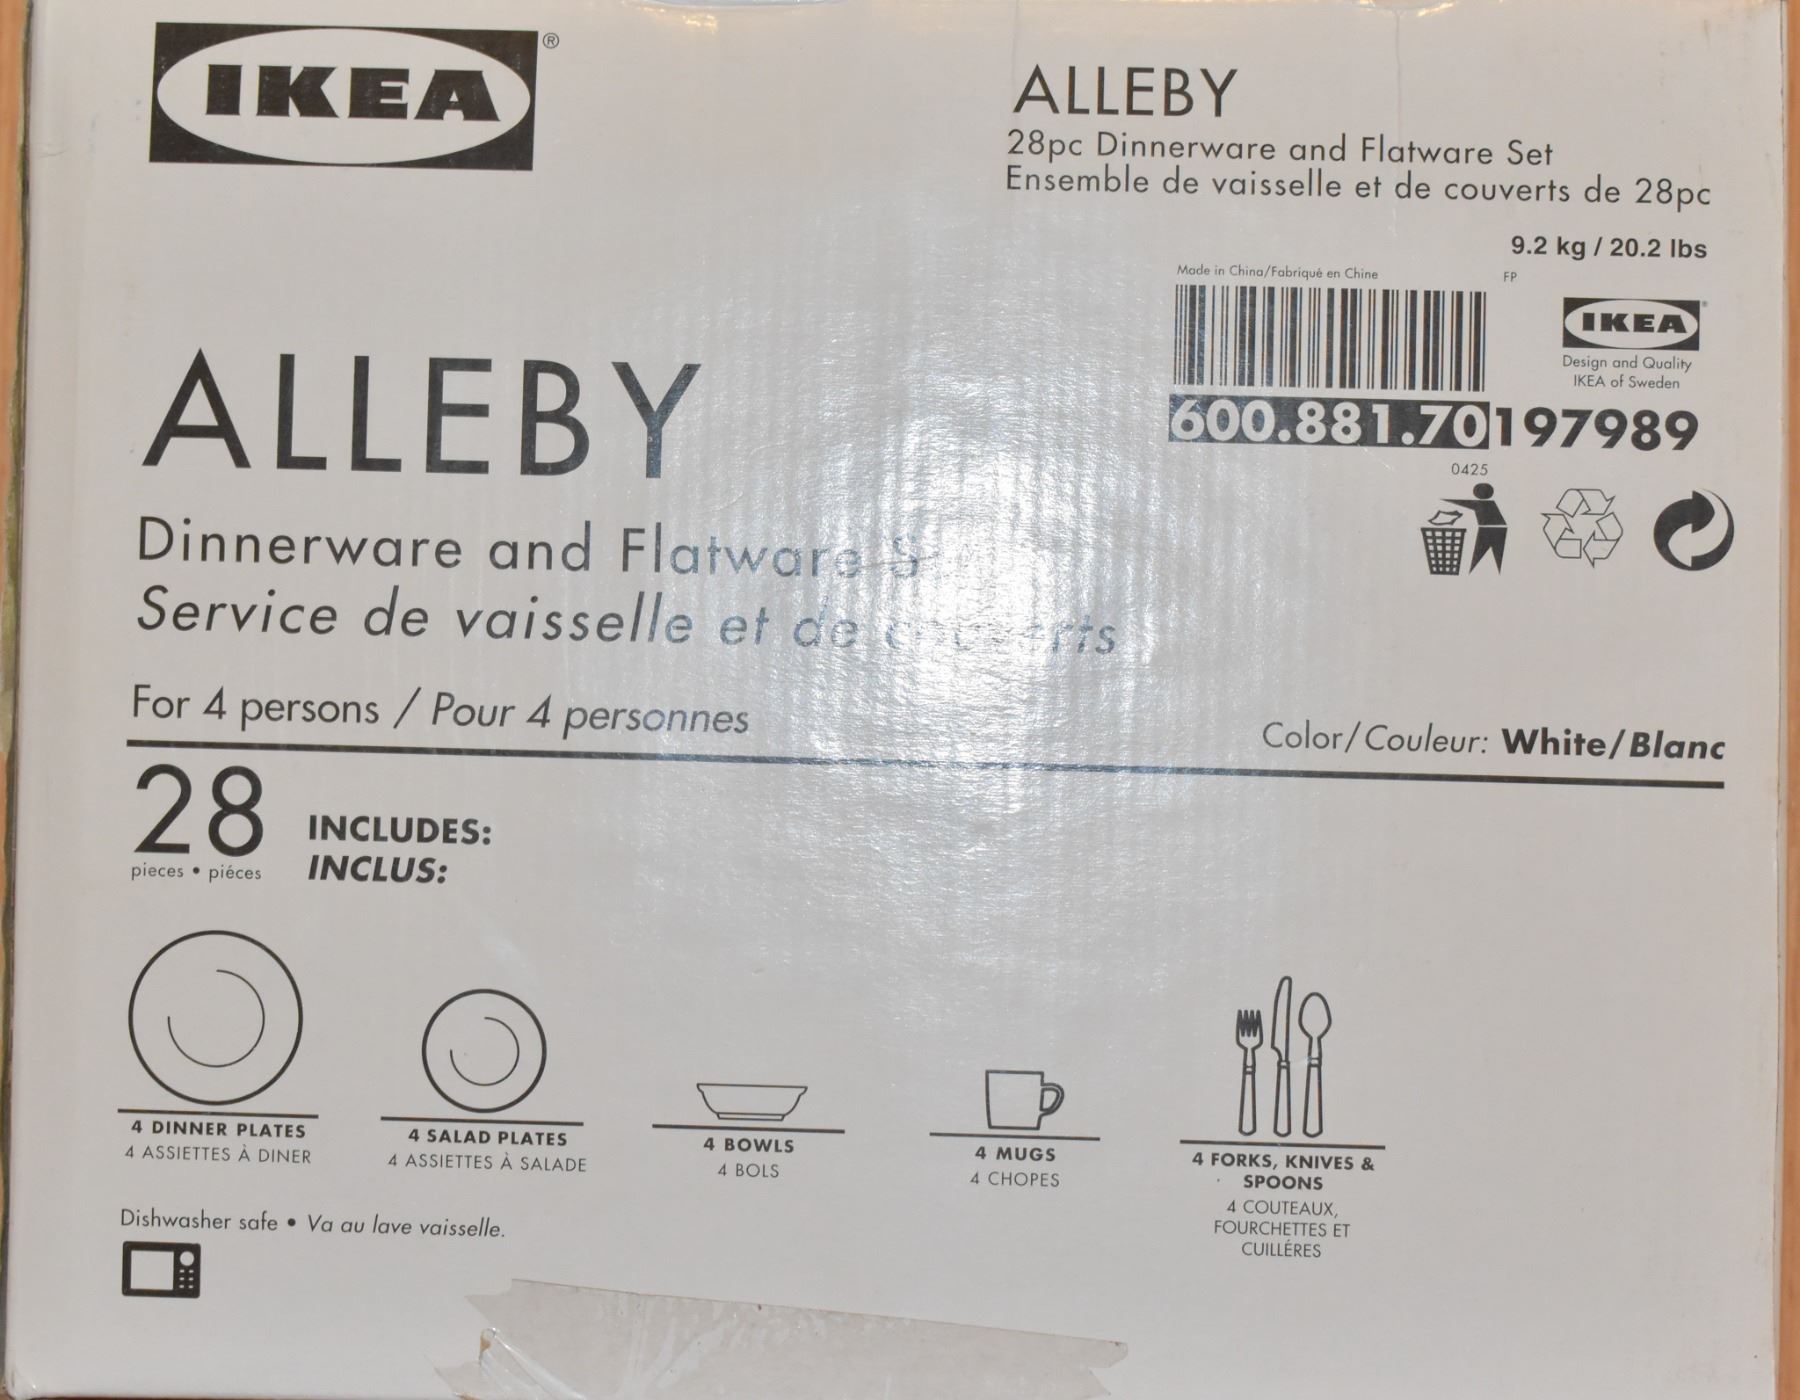 IKEA®
ALLEBY
28pc Dinnerware and Flatware Set
Ensemble de vaisselle et de couverts de 28pc
9.2 kg / 20.2 lbs
Made in China/Fabriqué en Chine
FP
IKEA®
Design and Quality
IKEA of Sweden
600.881.70 197989
0425
ALLEBY
Dinnerware and Flatware
Service de vaisselle et de
For 4 persons / Pour 4 personnes
Color/Couleur: White/Blanc
28
pieces • piéces
INCLUDES:
INCLUS:
4 DINNER PLATES
4 ASSIETTES À DINER
4 SALAD PLATES
4 ASSIETTES À SALADE
4 BOWLS
4 BOLS
4 MUGS
4 CHOPES
4 FORKS, KNIVES &
SPOONS
4 COUTEAUX,
FOURCHETTES ET
CUILLÉRES
Dishwasher safe • Va au lave vaisselle.